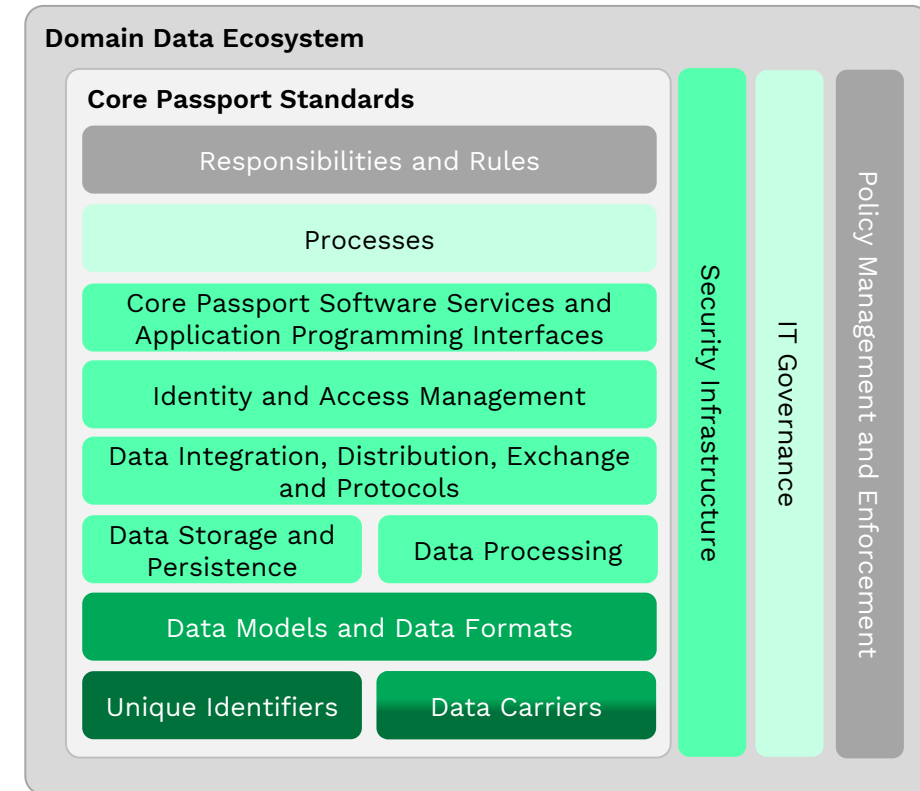 Domain Data Ecosystem
Core Passport Standards
Responsibilities and Rules
Processes
Core Passport Software Services and
Application Programming Interfaces
Identity and Access Management
Data Integration, Distribution, Exchange
and Protocols
Data Storage and
Persistence
Data Processing
Data Models and Data Formats
Unique Identifiers
Data Carriers
Security Infrastructure
IT Governance
Policy Management and Enforcement